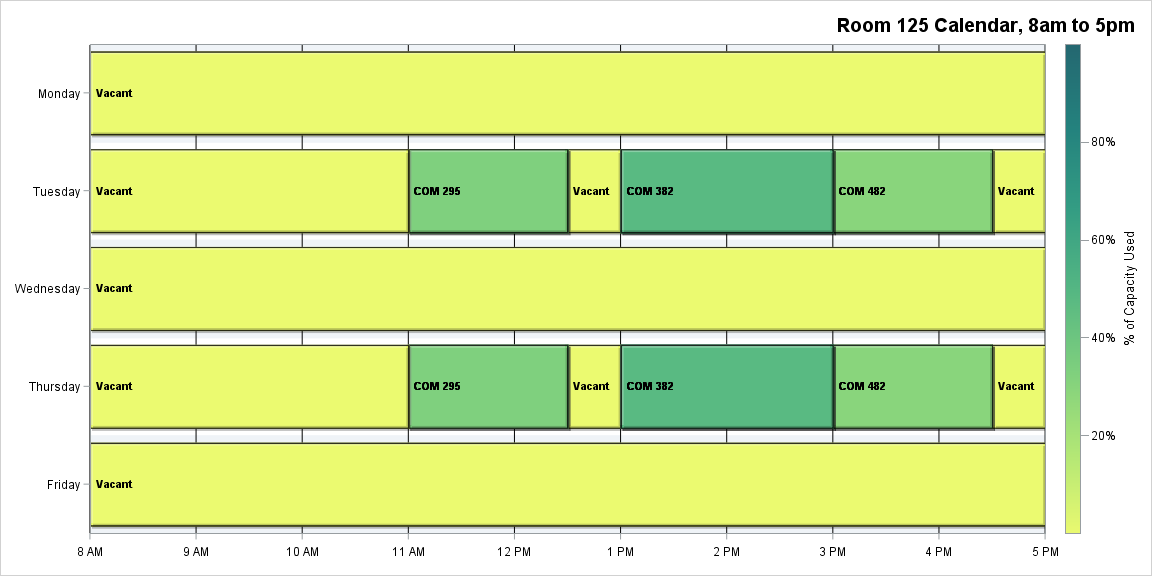 Room 125 Calendar, 8am to 5pm
Monday
Vacant
Tuesday
Vacant
COM 295
Vacant
COM 382
COM 482
Vacant
Wednesday
Vacant
Thursday
Vacant
COM 295
Vacant
COM 382
COM 482
Vacant
Friday
Vacant
8 AM
9 AM
10 AM
11 AM
12 PM
1 PM
2 PM
3 PM
4 PM
5 PM
80%
60%
40%
20%
% of Capacity Used